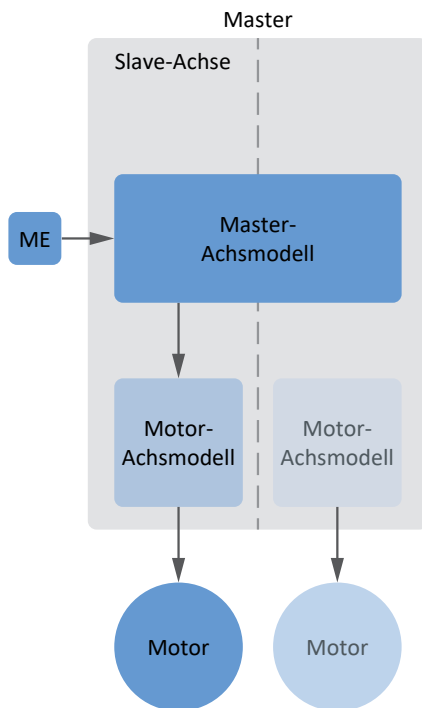 Master
Slave-Achse
ME
Master-
Achsmodell
Motor-
Achsmodell
Motor-
Achsmodell
Motor
Motor